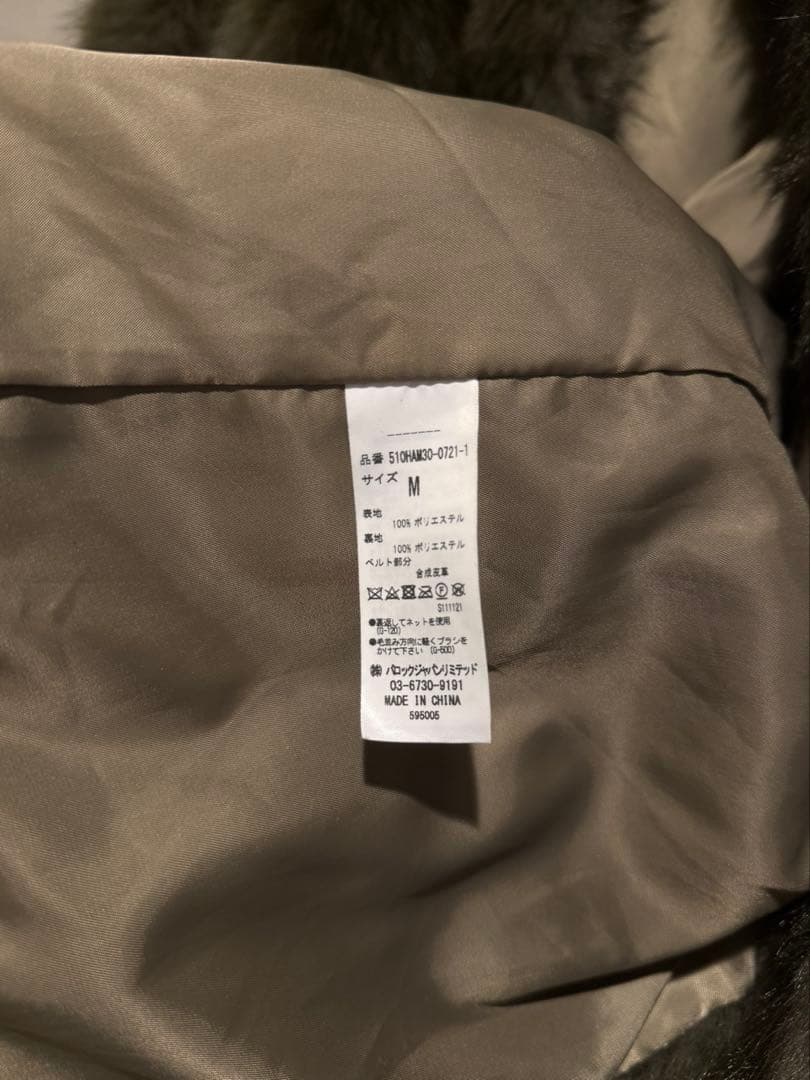 品番 510HAM30-0721-1
サイズ M
表地
100% ポリエステル
裏地
100% ポリエステル
ベルト部分
合成皮革
S111121
●裏返してネットを使用
(G-120)
●毛並み方向に軽くブラシを
かけて下さい (G-500)
㈱ バロックジャパンリミテッド
03-6730-9191
MADE IN CHINA
595005